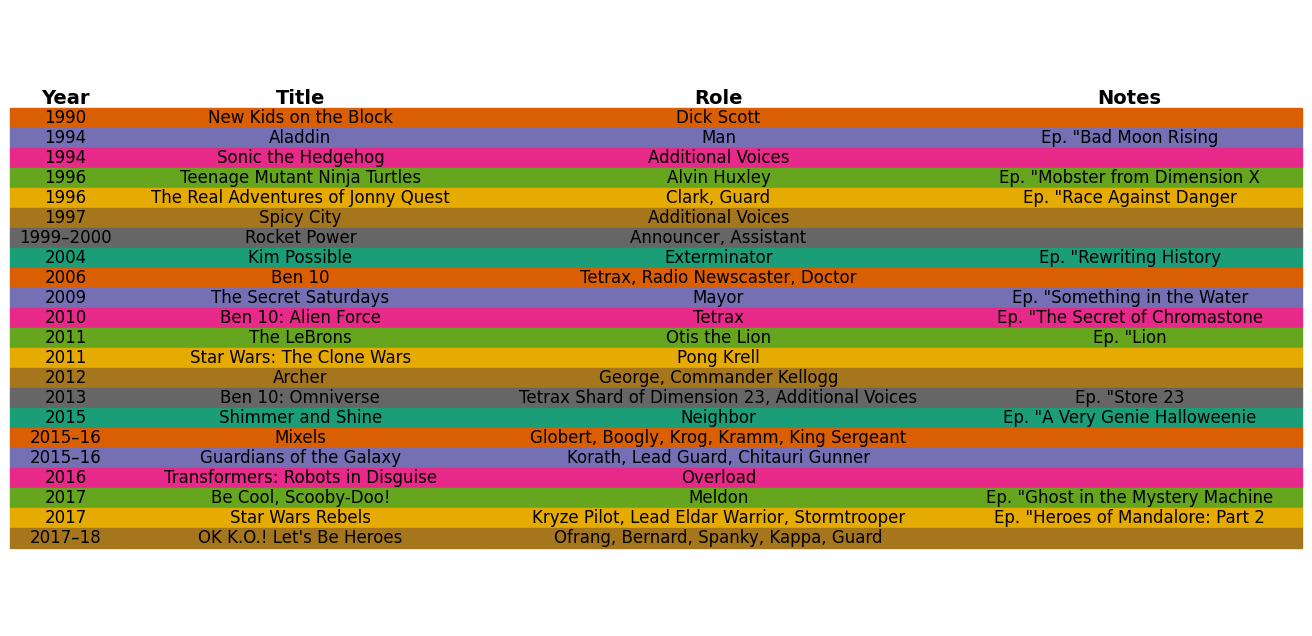 Year Title Role Notes
1990 New Kids on the Block Dick Scott
1994 Aladdin Man Ep. "Bad Moon Rising
1994 Sonic the Hedgehog Additional Voices
1996 Teenage Mutant Ninja Turtles Alvin Huxley Ep. "Mobster from Dimension X
1996 The Real Adventures of Jonny Quest Clark, Guard Ep. "Race Against Danger
1997 Spicy City Additional Voices
1999–2000 Rocket Power Announcer, Assistant
2004 Kim Possible Exterminator Ep. "Rewriting History
2006 Ben 10 Tetrax, Radio Newscaster, Doctor
2009 The Secret Saturdays Mayor Ep. "Something in the Water
2010 Ben 10: Alien Force Tetrax Ep. "The Secret of Chromastone
2011 The LeBrons Otis the Lion Ep. "Lion
2011 Star Wars: The Clone Wars Pong Krell
2012 Archer George, Commander Kellogg
2013 Ben 10: Omniverse Tetrax Shard of Dimension 23, Additional Voices Ep. "Store 23
2015 Shimmer and Shine Neighbor Ep. "A Very Genie Halloweenie
2015–16 Mixels Globert, Boogly, Krog, Kramm, King Sergeant
2015–16 Guardians of the Galaxy Korath, Lead Guard, Chitauri Gunner
2016 Transformers: Robots in Disguise Overload
2017 Be Cool, Scooby-Doo! Meldon Ep. "Ghost in the Mystery Machine
2017 Star Wars Rebels Kryze Pilot, Lead Eldar Warrior, Stormtrooper Ep. "Heroes of Mandalore: Part 2
2017–18 OK K.O.! Let's Be Heroes Ofrang, Bernard, Spanky, Kappa, Guard